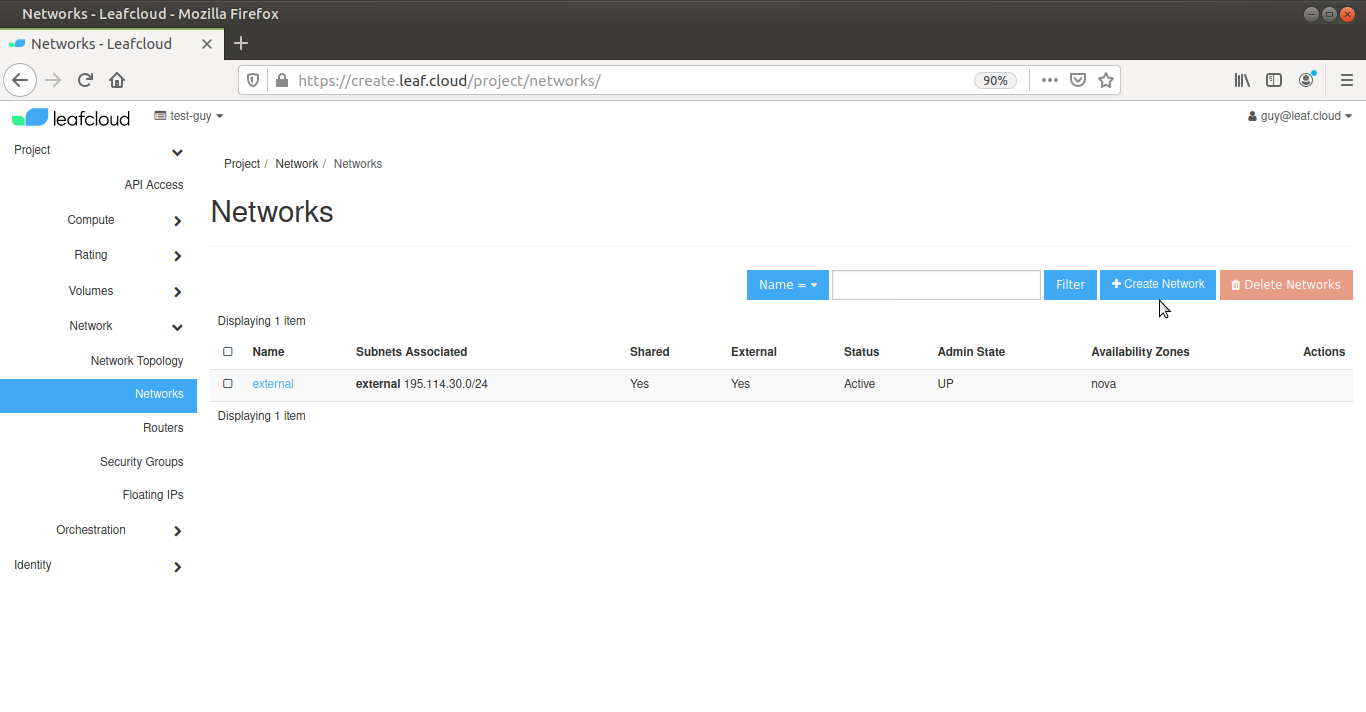 Networks - Leafcloud - Mozilla Firefox
Networks - Leafcloud
https://create.leaf.cloud/project/networks/ 90%
leafcloud test-guy guy@leaf.cloud
Project
API Access
Compute
Rating
Volumes
Network
Network Topology
Networks
Routers
Security Groups
Floating IPs
Orchestration
Identity
Project / Network / Networks
Networks
Name = Filter Create Network Delete Networks
Displaying 1 item
Name Subnets Associated Shared External Status Admin State Availability Zones Actions
external external 195.114.30.0/24 Yes Yes Active UP nova
Displaying 1 item